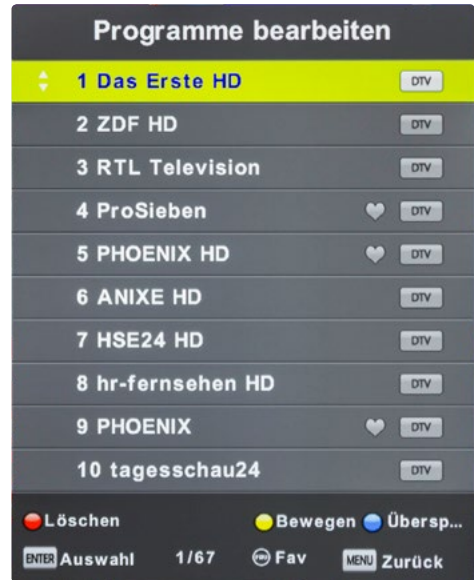 Programme bearbeiten
1 Das Erste HD DTV
2 ZDF HD DTV
3 RTL Television DTV
4 ProSieben DTV
5 PHOENIX HD DTV
6 ANIXE HD DTV
7 HSE24 HD DTV
8 hr-fernsehen HD DTV
9 PHOENIX DTV
10 tagesschau24 DTV
Löschen Bewegen Übersp...
ENTER Auswahl 1/67 Fav MENU Zurück